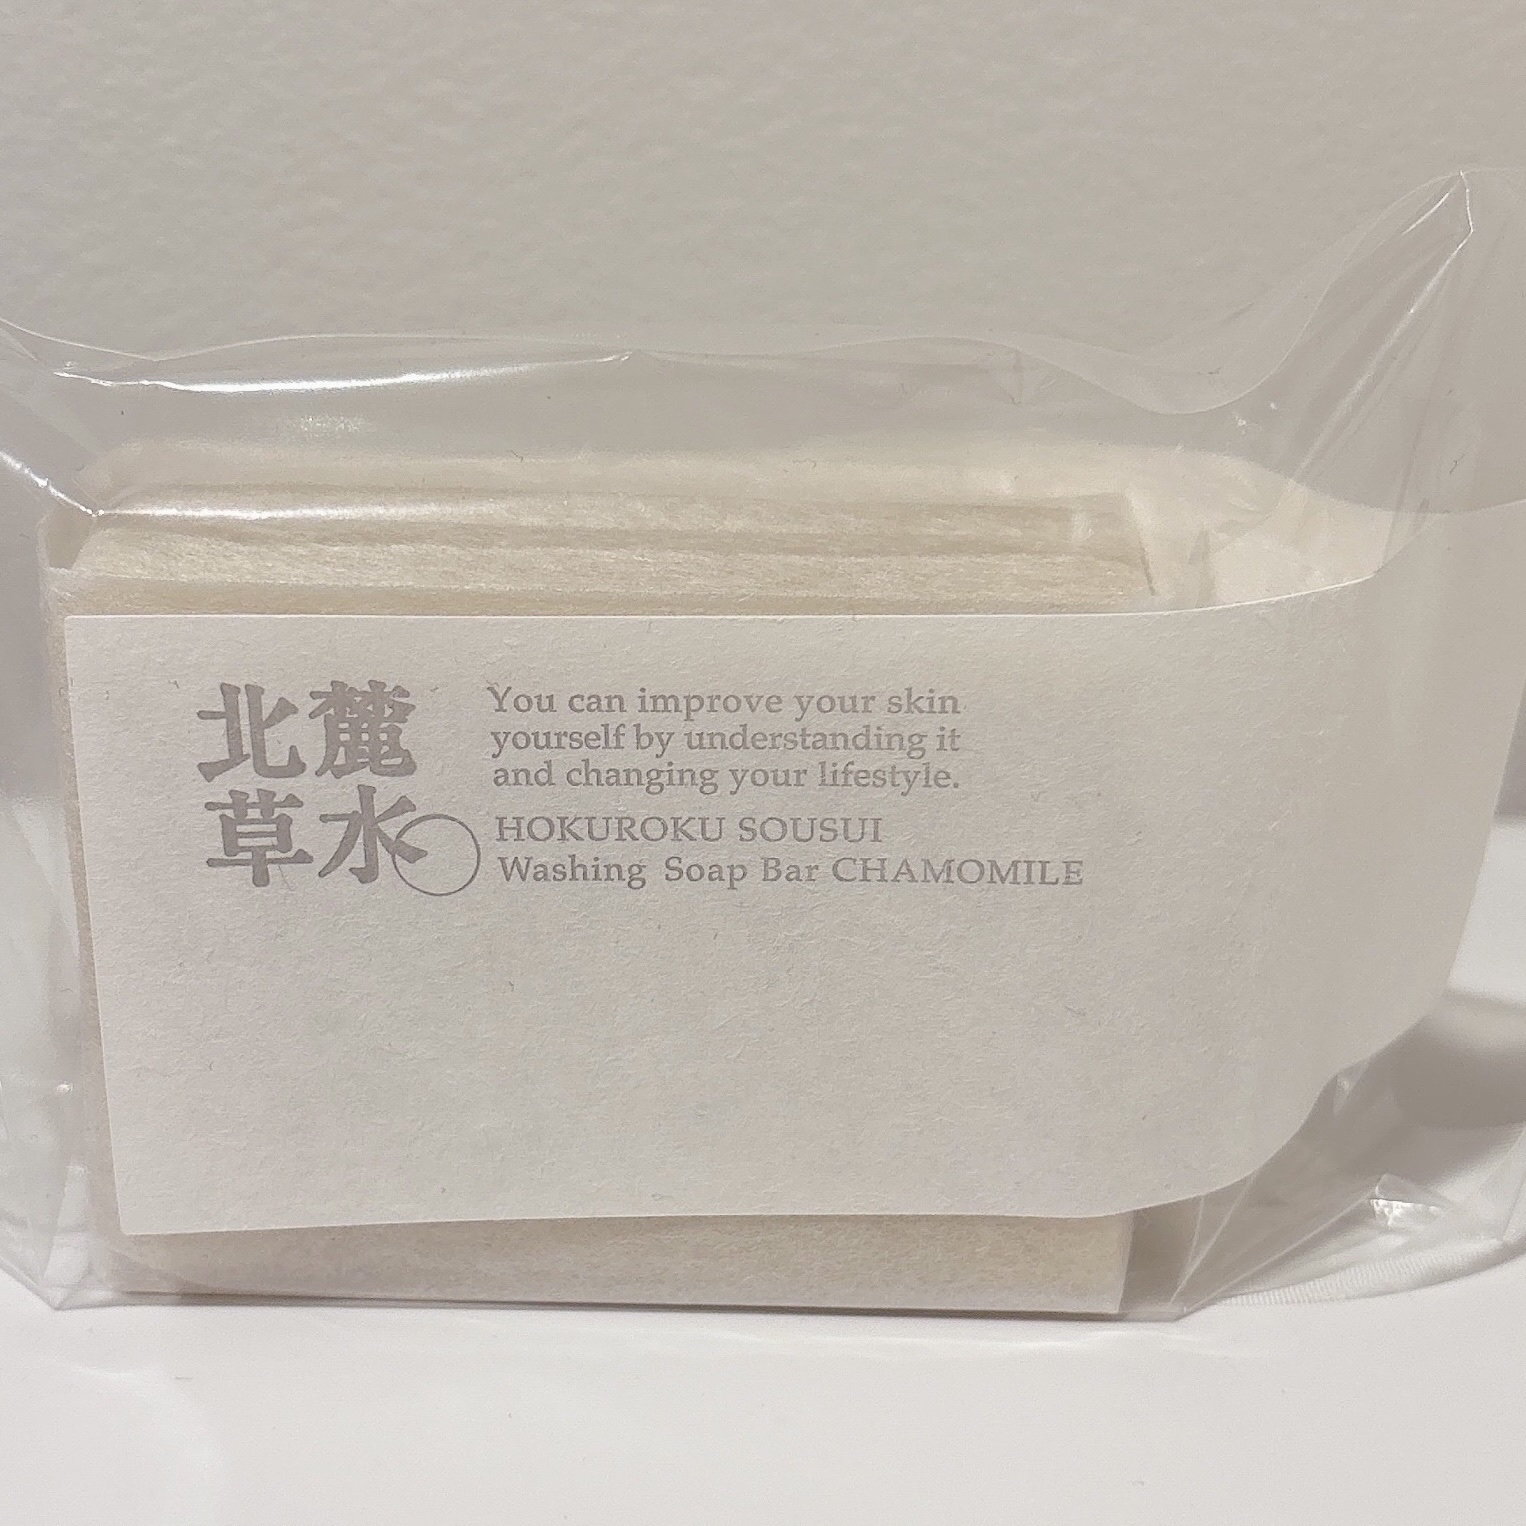 北麓
草水
You can improve your skin
yourself by understanding it
and changing your lifestyle.
HOKUROKU SOUSUI
Washing Soap Bar CHAMOMILE